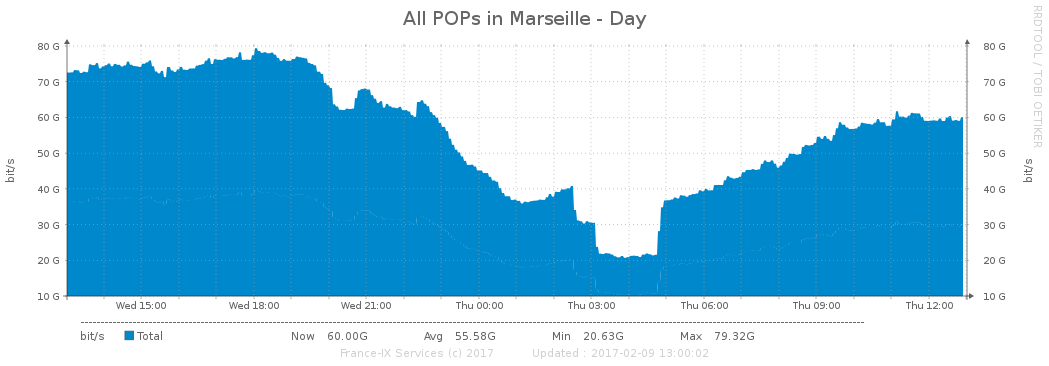 All POPs in Marseille - Day
RRDTOOL / TOBI OETIKER
bit/s
80 G 80 G
70 G 70 G
60 G 60 G
50 G 50 G
40 G 40 G
30 G 30 G
20 G 20 G
10 G 10 G
bit/s
Wed 15:00 Wed 18:00 Wed 21:00 Thu 00:00 Thu 03:00 Thu 06:00 Thu 09:00 Thu 12:00
bit/s Total Now 60.00G Avg 55.58G Min 20.63G Max 79.32G
France-IX Services (c) 2017 Updated : 2017-02-09 13:00:02